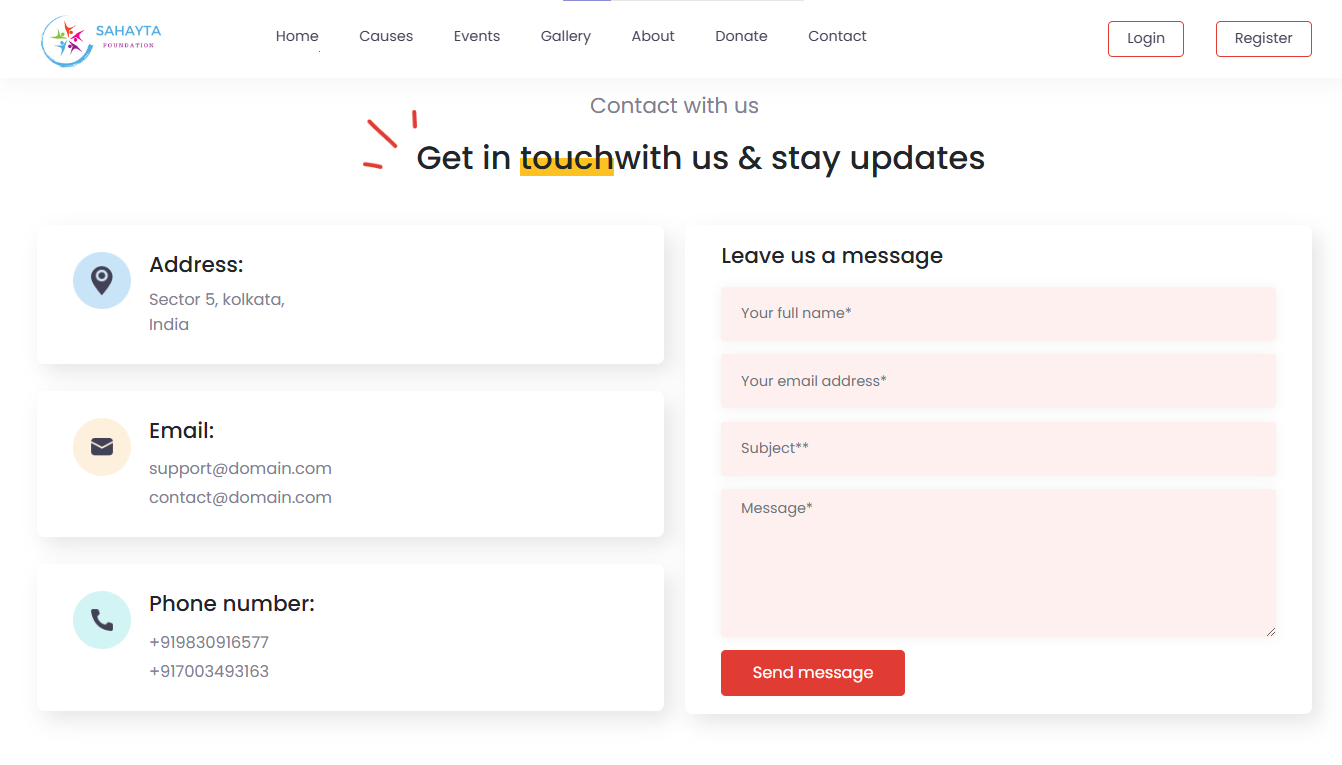 SAHAYTA
FOUNDATION
Home Causes Events Gallery About Donate Contact
Login Register
Contact with us
Get in touchwith us & stay updates
Address:
Sector 5, kolkata,
India
Email:
support@domain.com
contact@domain.com
Phone number:
+919830916577
+917003493163
Leave us a message
Your full name*
Your email address*
Subject**
Message*
Send message